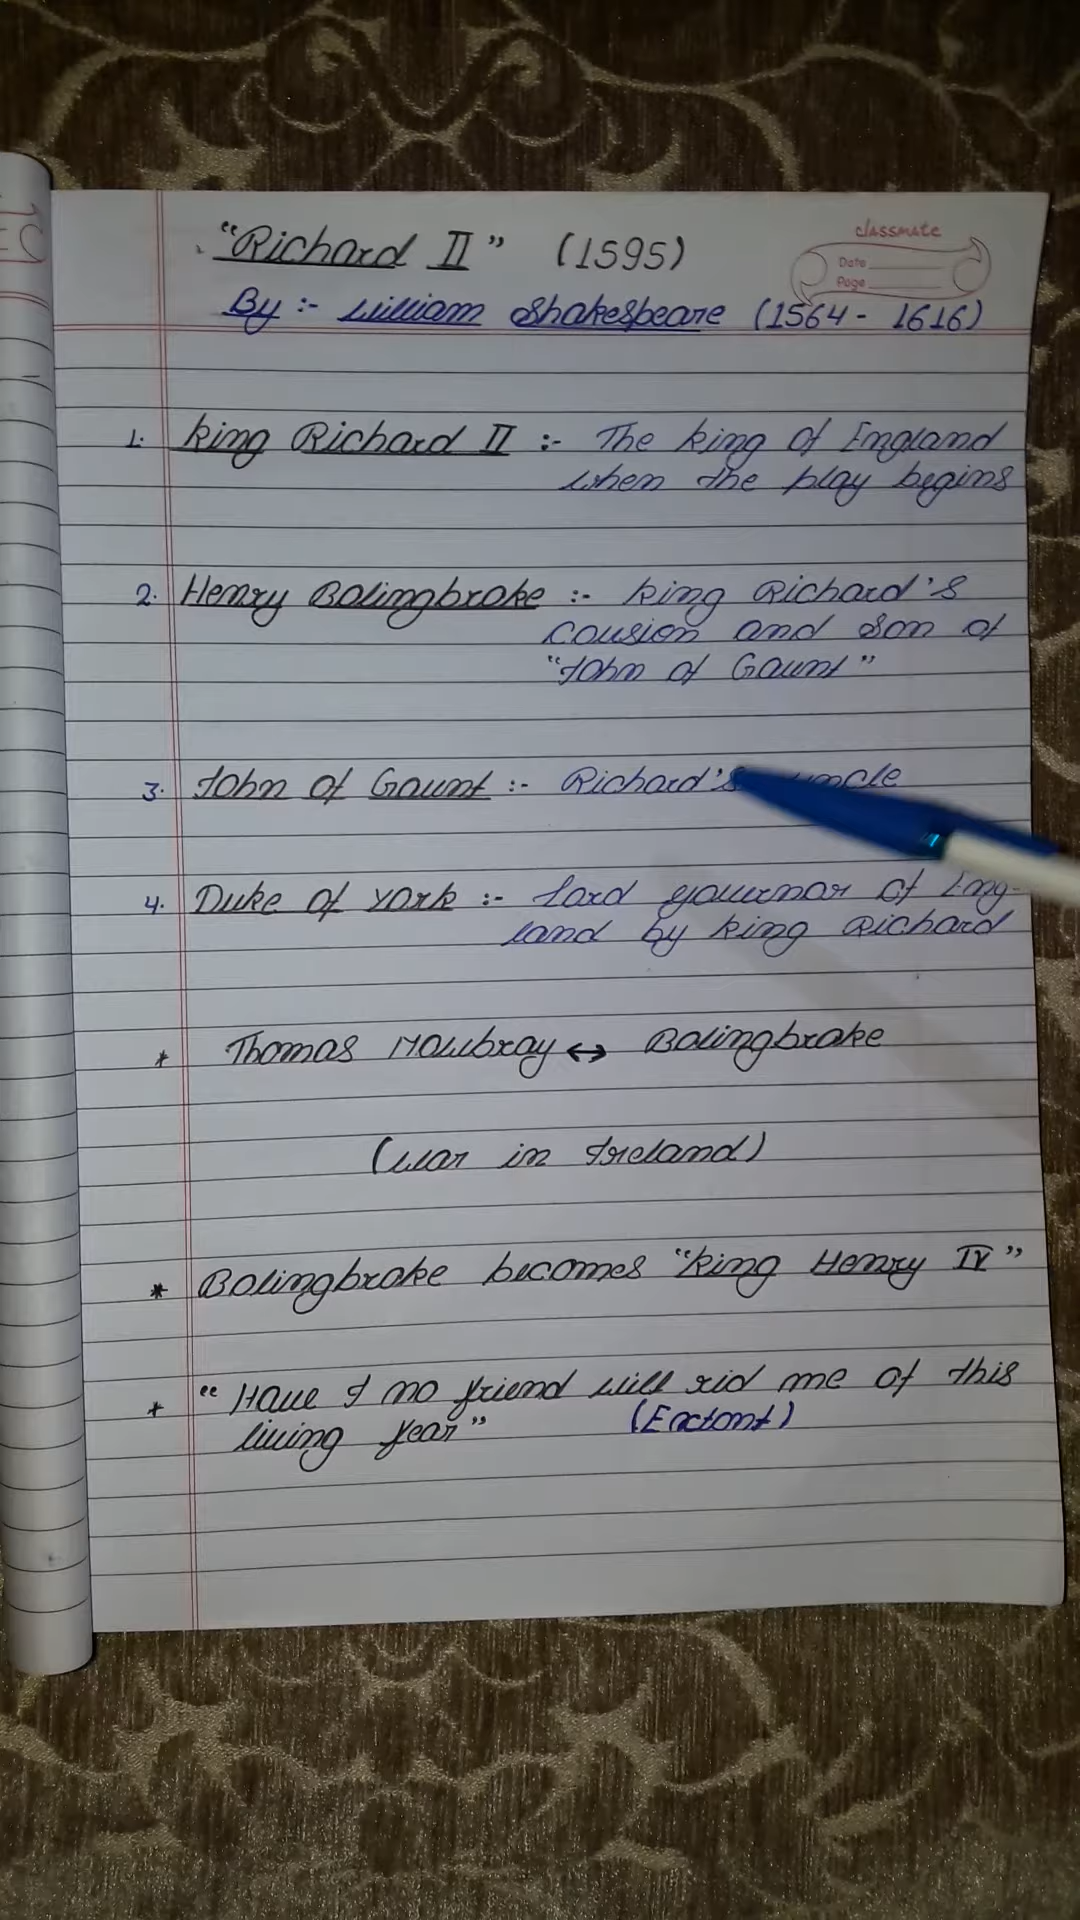 "Richard II" (1595)
classmate
Date
Page
By :- William Shakespeare (1564 - 1616)
1. King Richard II :- The king of England
when the play begins
2. Henry Bolingbroke :- King Richard's
cousion and son of
"John of Gaunt"
3. John of Gaunt :- Richard's uncle
4. Duke of York :- Lord governor of Eng-
land by King Richard
* Thomas Mowbray ↔ Bolingbroke
(war in Ireland)
* Bolingbroke becomes "King Henry IV"
* "Have I no friend will rid me of this
living fear" (Exton)